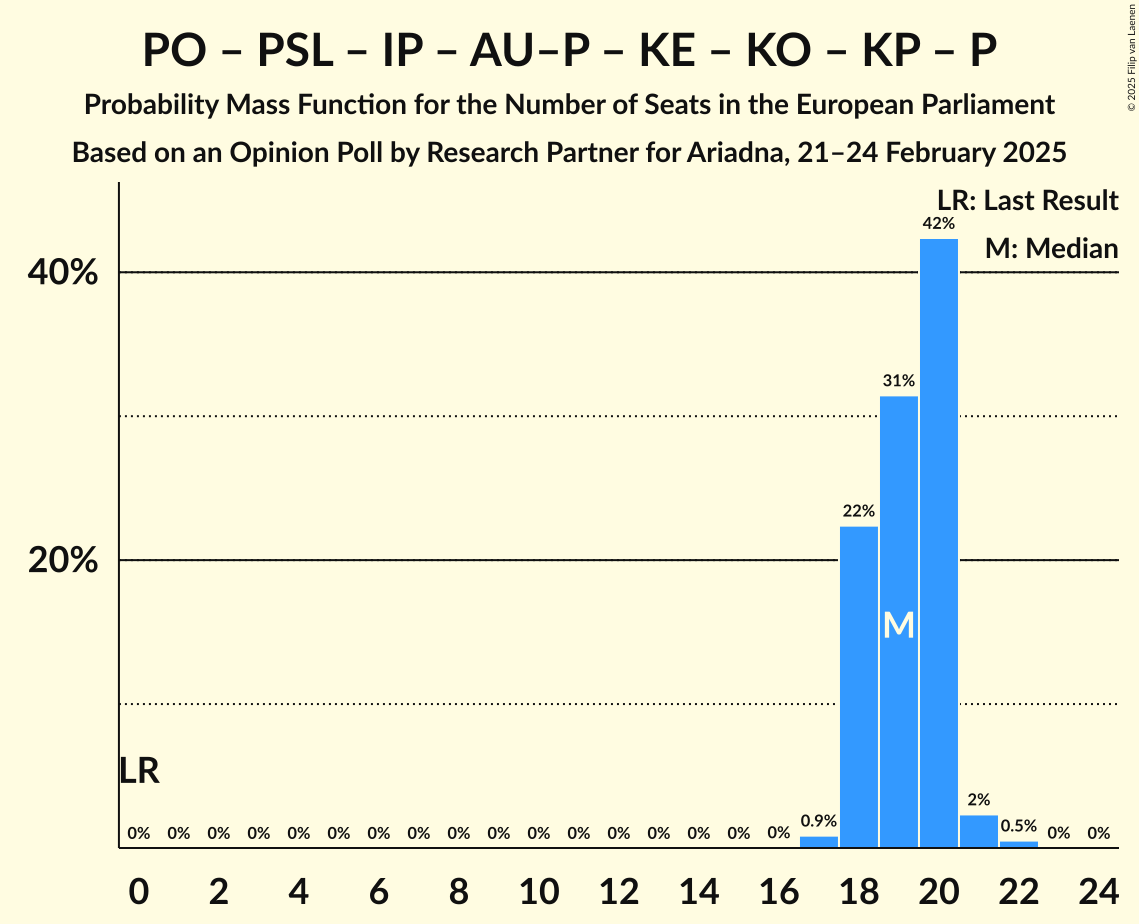 PO – PSL – IP – AU–P – KE – KO – KP – P
Probability Mass Function for the Number of Seats in the European Parliament
Based on an Opinion Poll by Research Partner for Ariadna, 21–24 February 2025
© 2025 Filip van Laenen
LR: Last Result
M: Median
40%
20%
42%
31%
22%
M
LR
0% 0% 0% 0% 0% 0% 0% 0% 0% 0% 0% 0% 0% 0% 0% 0% 0% 0.9% 2% 0.5% 0% 0%
0 2 4 6 8 10 12 14 16 18 20 22 24